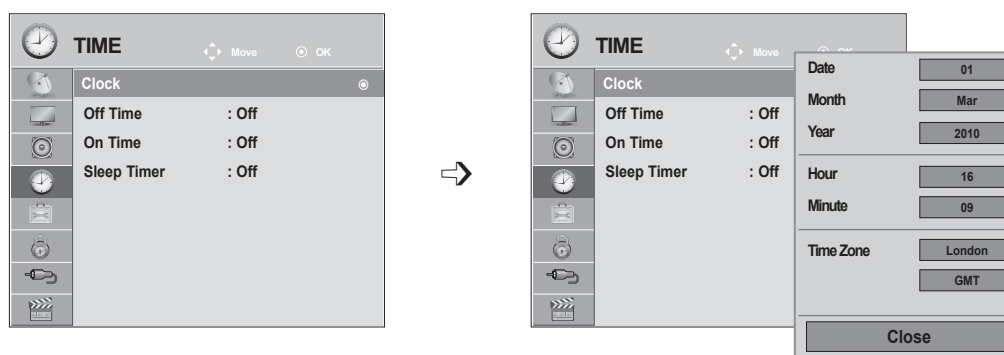 TIME
Move OK
Clock
Off Time : Off
On Time : Off
Sleep Timer : Off
TIME
Move OK
Clock
Off Time : Off
On Time : Off
Sleep Timer : Off
Date 01
Month Mar
Year 2010
Hour 16
Minute 09
Time Zone London
GMT
Close